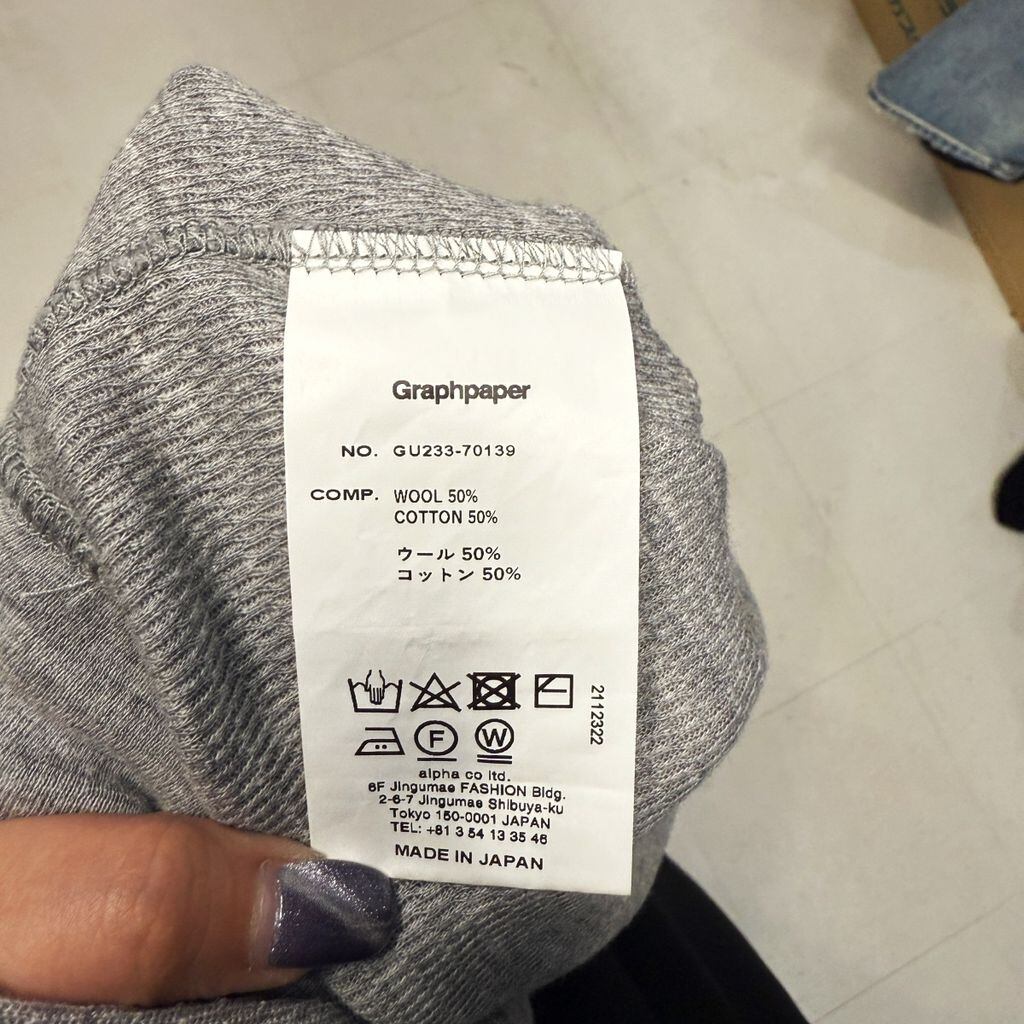 Graphpaper
NO. GU233-70139
COMP. WOOL 50%
COTTON 50%
ウール 50%
コットン 50%
2112322
F W
alpha co ltd.
6F Jingumae FASHION Bldg.
2-6-7 Jingumae Shibuya-ku
Tokyo 150-0001 JAPAN
TEL: +81 3 54 13 35 46
MADE IN JAPAN